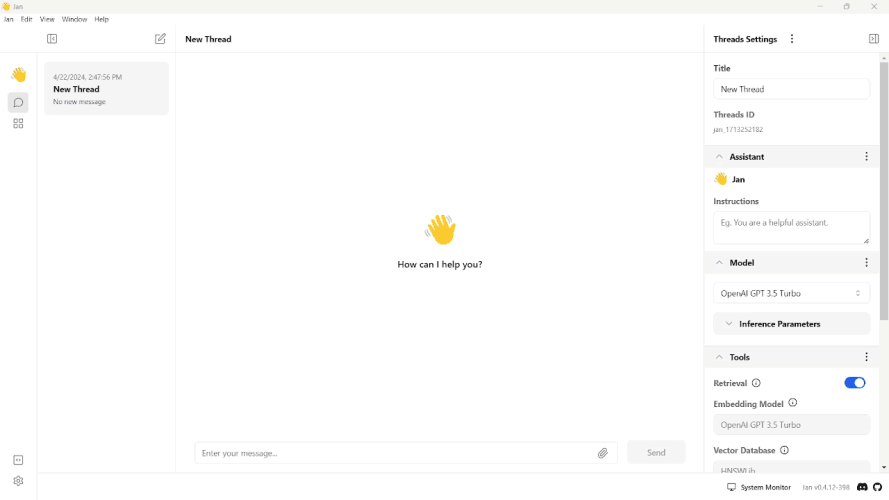 Jan
Jan Edit View Window Help
New Thread
Threads Settings
4/22/2024, 2:47:56 PM
New Thread
No new message
Title
New Thread
Threads ID
jan_1713252182
Assistant
Jan
Instructions
Eg. You are a helpful assistant.
How can I help you?
Model
OpenAI GPT 3.5 Turbo
Inference Parameters
Tools
Retrieval
Embedding Model
OpenAI GPT 3.5 Turbo
Vector Database
HNSWLib
Enter your message...
Send
System Monitor
Jan v0.4.12-398